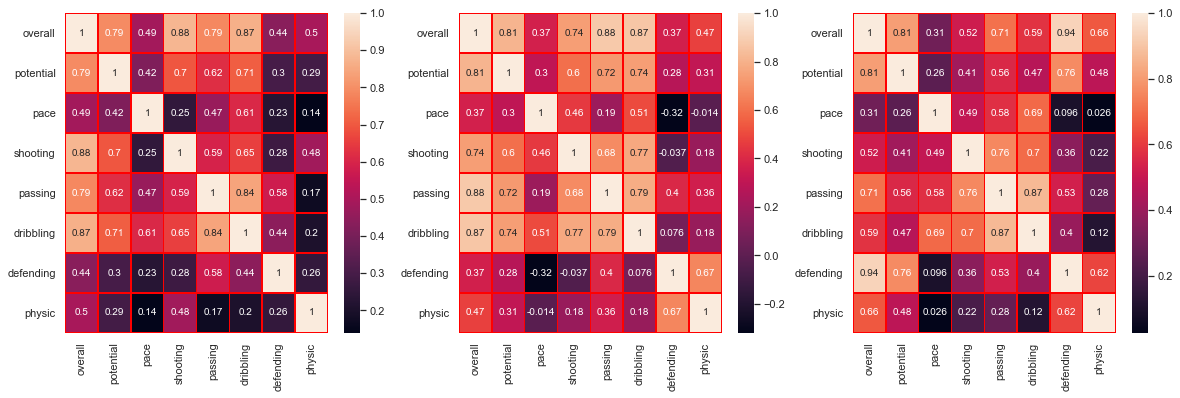 overall 1 0.79 0.49 0.88 0.79 0.87 0.44 0.5
potential 0.79 1 0.42 0.7 0.62 0.71 0.3 0.29
pace 0.49 0.42 1 0.25 0.47 0.61 0.23 0.14
shooting 0.88 0.7 0.25 1 0.59 0.65 0.28 0.48
passing 0.79 0.62 0.47 0.59 1 0.84 0.58 0.17
dribbling 0.87 0.71 0.61 0.65 0.84 1 0.44 0.2
defending 0.44 0.3 0.23 0.28 0.58 0.44 1 0.26
physic 0.5 0.29 0.14 0.48 0.17 0.2 0.26 1
overall potential pace shooting passing dribbling defending physic
1.0
0.9
0.8
0.7
0.6
0.5
0.4
0.3
0.2
overall 1 0.81 0.37 0.74 0.88 0.87 0.37 0.47
potential 0.81 1 0.3 0.6 0.72 0.74 0.28 0.31
pace 0.37 0.3 1 0.46 0.19 0.51 -0.32 -0.014
shooting 0.74 0.6 0.46 1 0.68 0.77 -0.037 0.18
passing 0.88 0.72 0.19 0.68 1 0.79 0.4 0.36
dribbling 0.87 0.74 0.51 0.77 0.79 1 0.076 0.18
defending 0.37 0.28 -0.32 -0.037 0.4 0.076 1 0.67
physic 0.47 0.31 -0.014 0.18 0.36 0.18 0.67 1
overall potential pace shooting passing dribbling defending physic
1.0
0.8
0.6
0.4
0.2
0.0
−0.2
overall 1 0.81 0.31 0.52 0.71 0.59 0.94 0.66
potential 0.81 1 0.26 0.41 0.56 0.47 0.76 0.48
pace 0.31 0.26 1 0.49 0.58 0.69 0.096 0.026
shooting 0.52 0.41 0.49 1 0.76 0.7 0.36 0.22
passing 0.71 0.56 0.58 0.76 1 0.87 0.53 0.28
dribbling 0.59 0.47 0.69 0.7 0.87 1 0.4 0.12
defending 0.94 0.76 0.096 0.36 0.53 0.4 1 0.62
physic 0.66 0.48 0.026 0.22 0.28 0.12 0.62 1
overall potential pace shooting passing dribbling defending physic
1.0
0.8
0.6
0.4
0.2